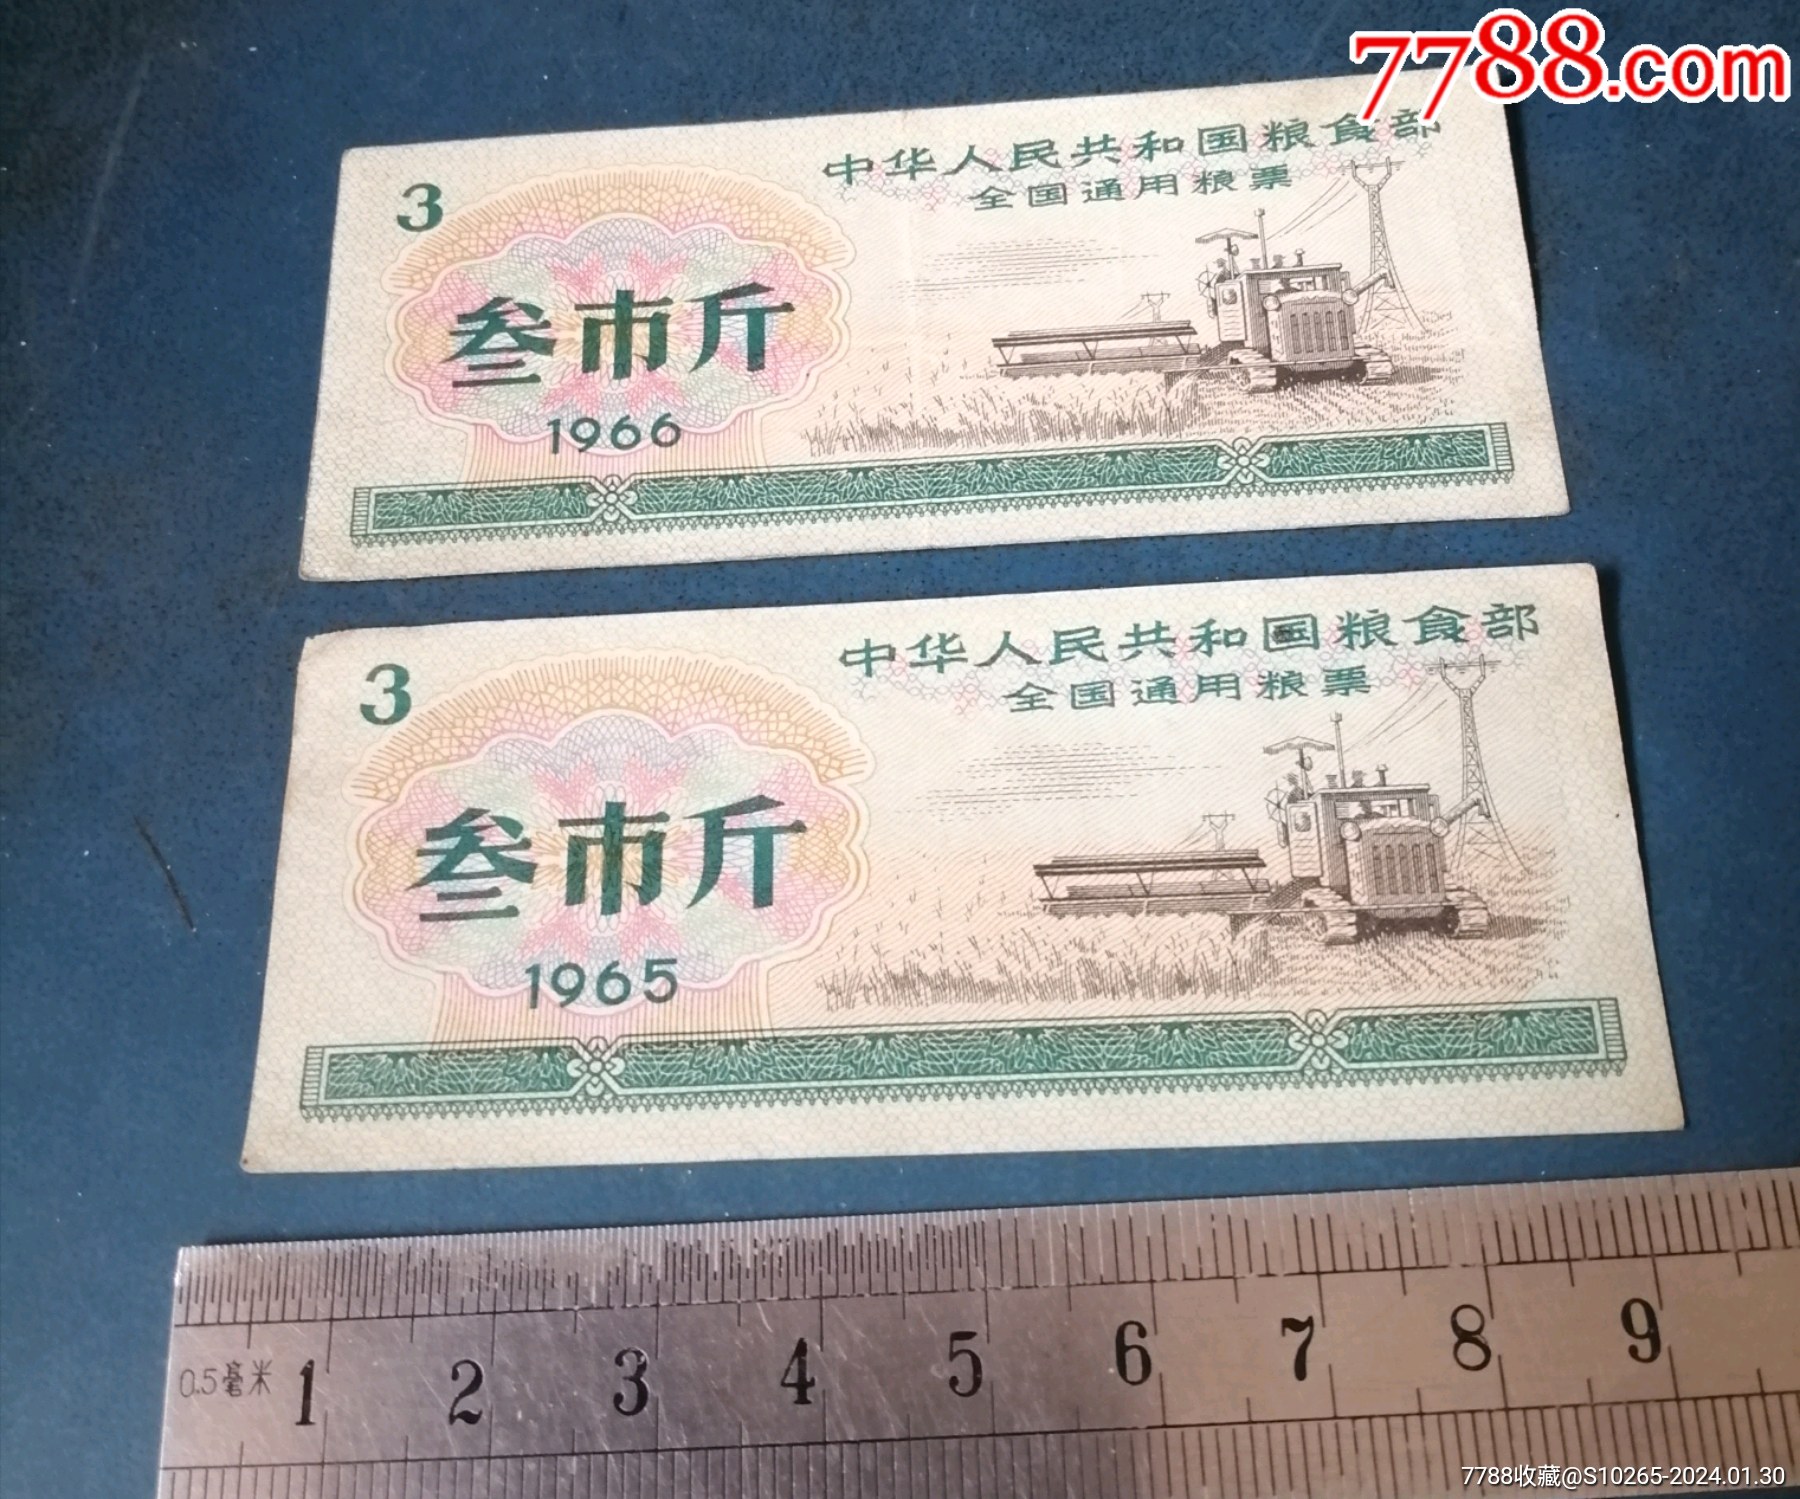 7788.com
中华人民共和国粮食部
全国通用粮票
3
叁市斤
1966
中华人民共和国粮食部
全国通用粮票
3
叁市斤
1965
0.5毫米 1 2 3 4 5 6 7 8 9
7788收藏@S10265-2024.01.30